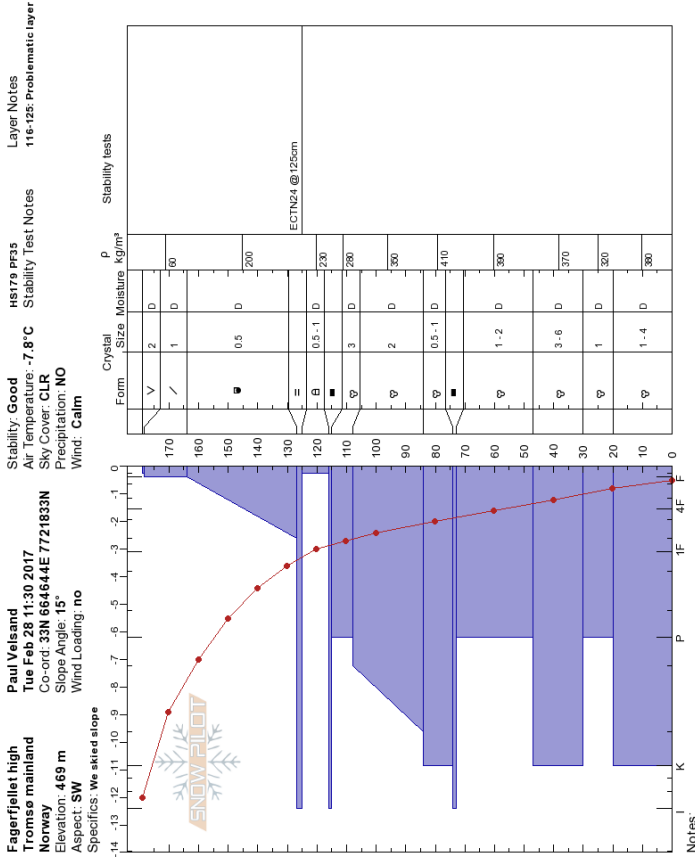 Fagerfjellet high
Tromsø mainland
Norway
Elevation: 469 m
Aspect: SW
Specifics: We skied slope
Paul Velsand
Tue Feb 28 11:30 2017
Co-ord: 33N 664644E 7721833N
Slope Angle: 15°
Wind Loading: no
Stability: Good
Air Temperature: -7.8°C
Sky Cover: CLR
Precipitation: NO
Wind: Calm
HS179 PF35
Stability Test Notes
Layer Notes
116-125: Problematic layer
SNOW PILOT
-14 -13 -12 -11 -10 -9 -8 -7 -6 -5 -4 -3 -2 -1 0
I K P 1F 4F F
170
160
150
140
130
120
110
100
90
80
70
60
50
40
30
20
10
0
Crystal
Form Size Moisture
ρ
kg/m³
Stability tests
2 D
1 D 60
0.5 D 200
ECTN24 @125cm
0.5 - 1 D 230
3 D 280
2 D 350
0.5 - 1 D 410
1 - 2 D 390
3 - 6 D 370
1 D 320
1 - 4 D 380
Notes: